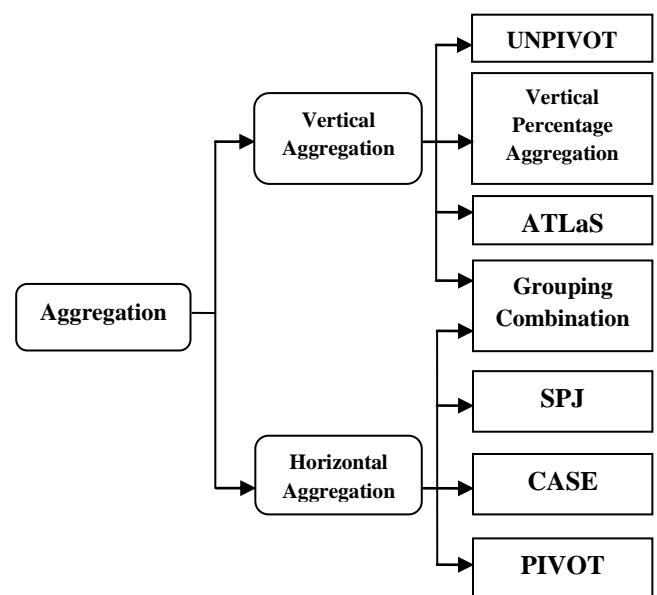 UNPIVOT
Vertical
Percentage
Aggregation
Vertical
Aggregation
ATLaS
Grouping
Combination
Aggregation
SPJ
Horizontal
Aggregation
CASE
PIVOT